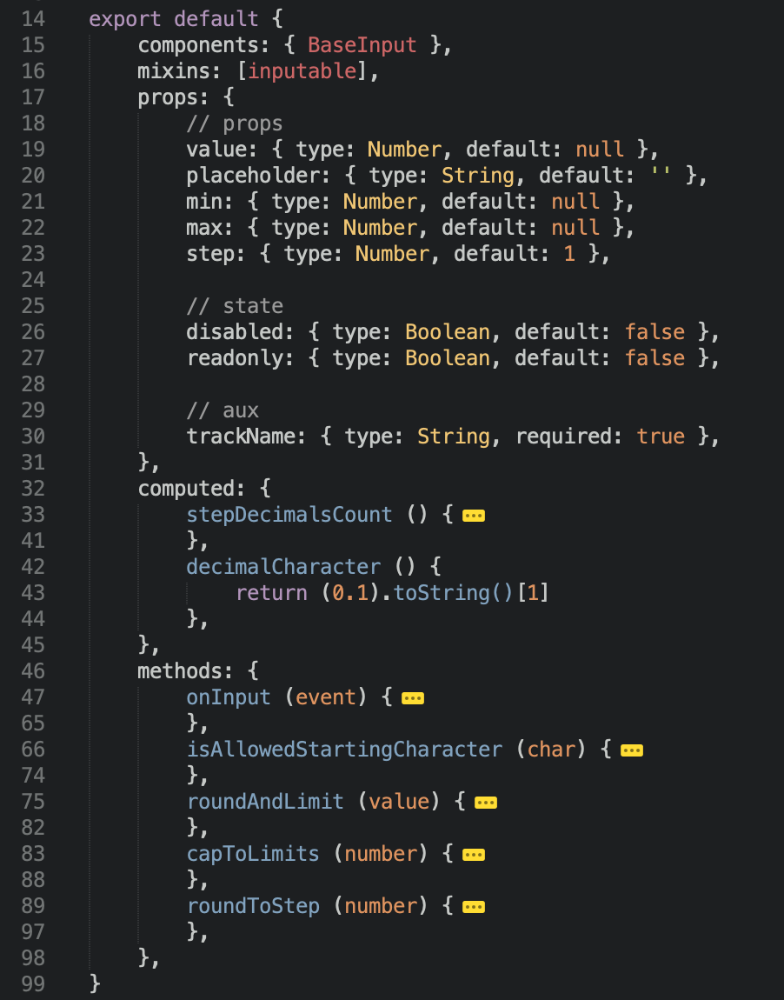 14 export default {
15     components: { BaseInput },
16     mixins: [inputable],
17     props: {
18         // props
19         value: { type: Number, default: null },
20         placeholder: { type: String, default: '' },
21         min: { type: Number, default: null },
22         max: { type: Number, default: null },
23         step: { type: Number, default: 1 },
24
25         // state
26         disabled: { type: Boolean, default: false },
27         readonly: { type: Boolean, default: false },
28
29         // aux
30         trackName: { type: String, required: true },
31     },
32     computed: {
33         stepDecimalsCount () { ...
41         },
42         decimalCharacter () {
43             return (0.1).toString()[1]
44         },
45     },
46     methods: {
47         onInput (event) { ...
65         },
66         isAllowedStartingCharacter (char) { ...
74         },
75         roundAndLimit (value) { ...
82         },
83         capToLimits (number) { ...
88         },
89         roundToStep (number) { ...
97         },
98     },
99 }